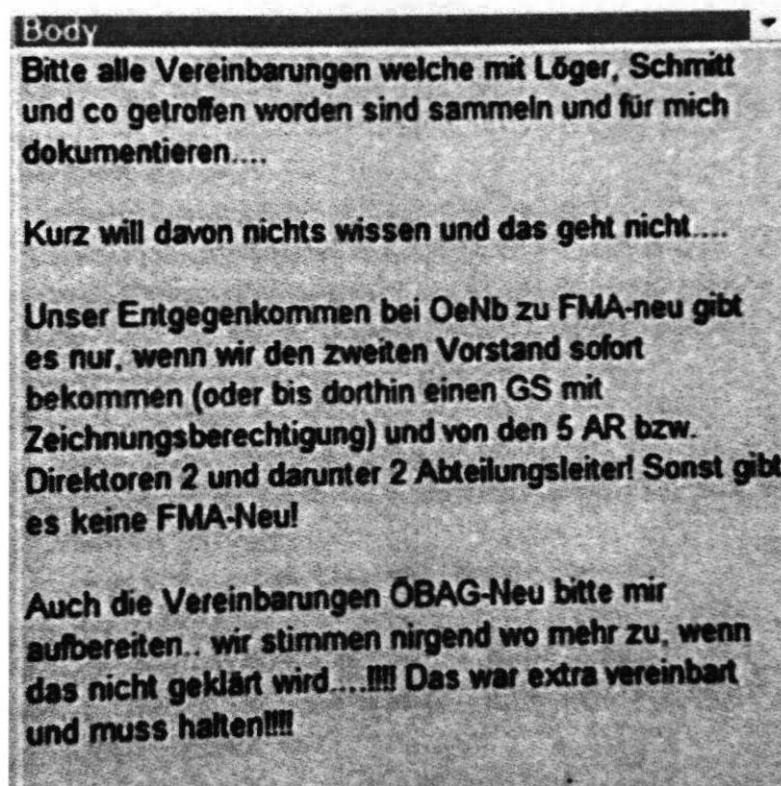 Body
Bitte alle Vereinbarungen welche mit Löger, Schmitt
und co getroffen worden sind sammeln und für mich
dokumentieren....
Kurz will davon nichts wissen und das geht nicht....
Unser Entgegenkommen bei OeNb zu FMA-neu gibt
es nur, wenn wir den zweiten Vorstand sofort
bekommen (oder bis dorthin einen GS mit
Zeichnungsberechtigung) und von den 5 AR bzw.
Direktoren 2 und darunter 2 Abteilungsleiter! Sonst gibt
es keine FMA-Neu!
Auch die Vereinbarungen ÖBAG-Neu bitte mir
aufbereiten.. wir stimmen nirgend wo mehr zu, wenn
das nicht geklärt wird....!!!! Das war extra vereinbart
und muss halten!!!!